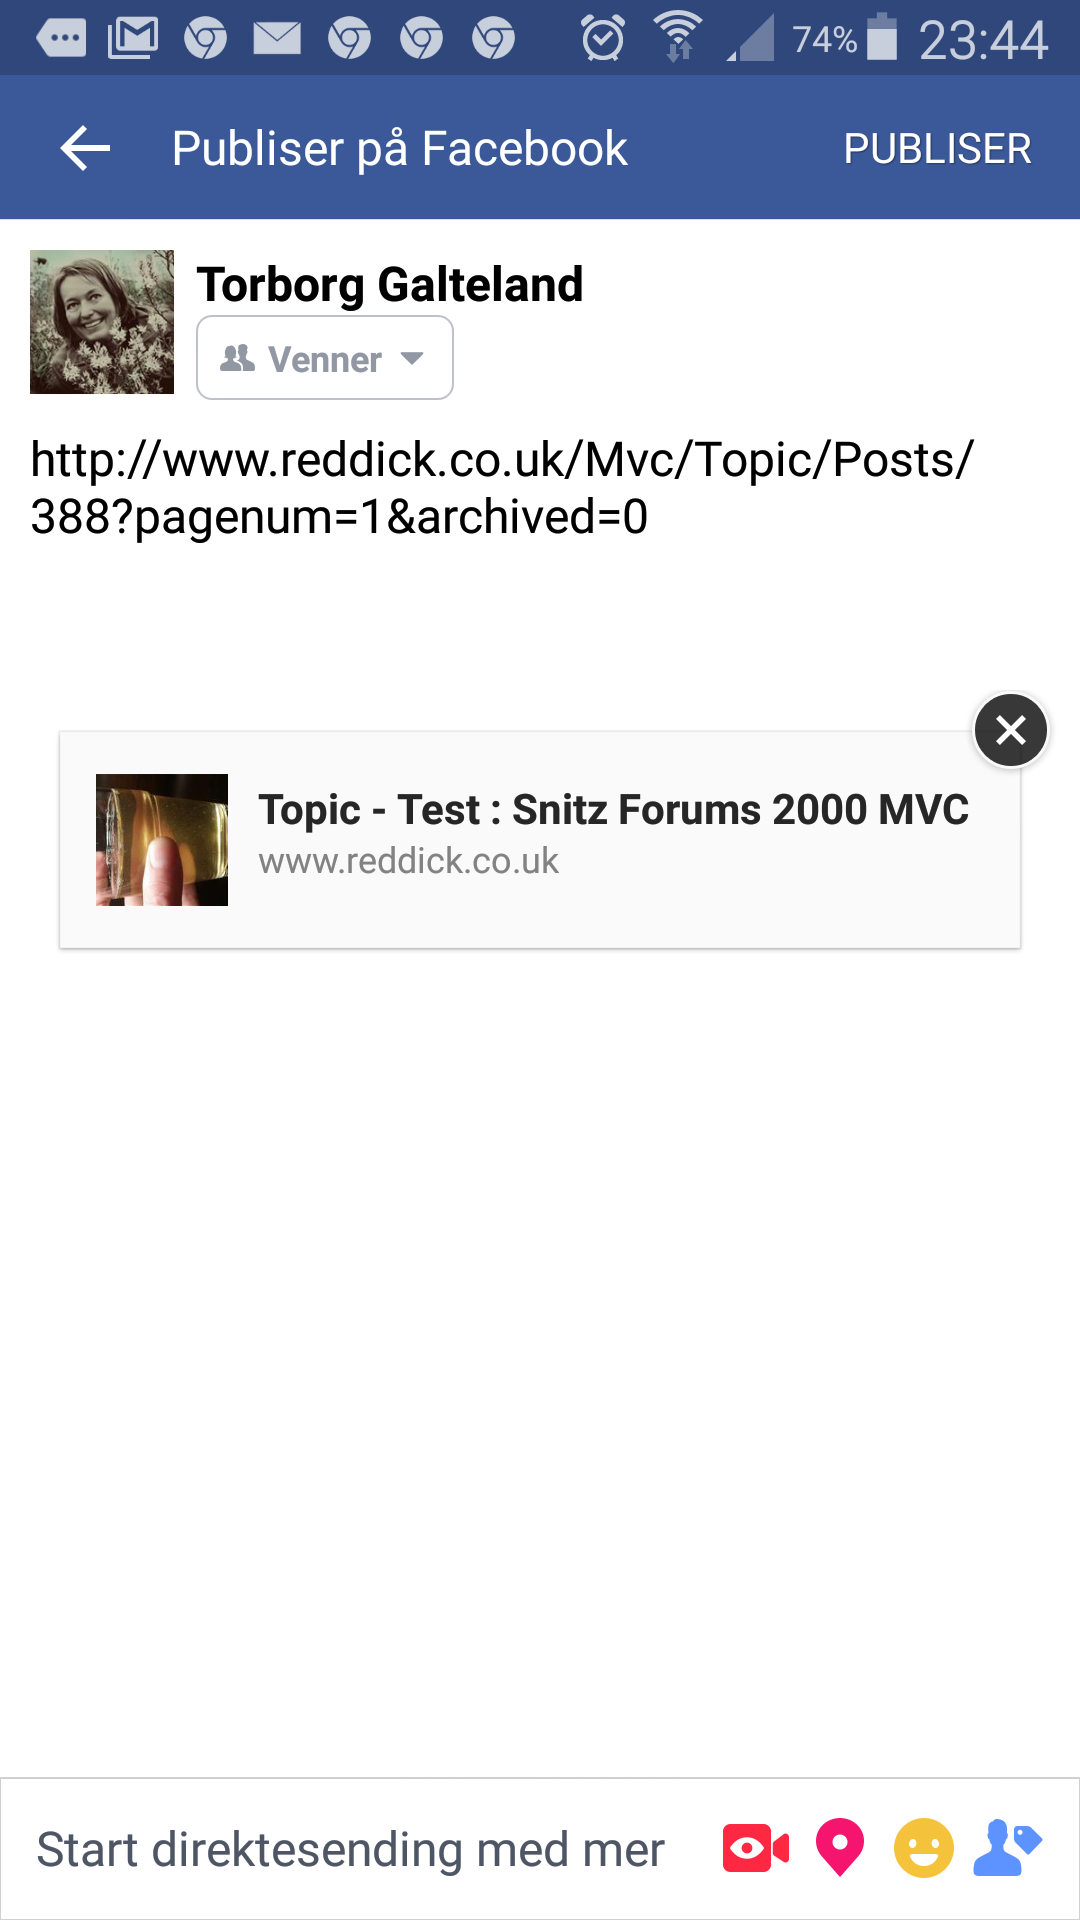 74% 23:44
Publiser på Facebook PUBLISER
Torborg Galteland
Venner
http://www.reddick.co.uk/Mvc/Topic/Posts/
388?pagenum=1&archived=0
Topic - Test : Snitz Forums 2000 MVC
www.reddick.co.uk
Start direktesending med mer